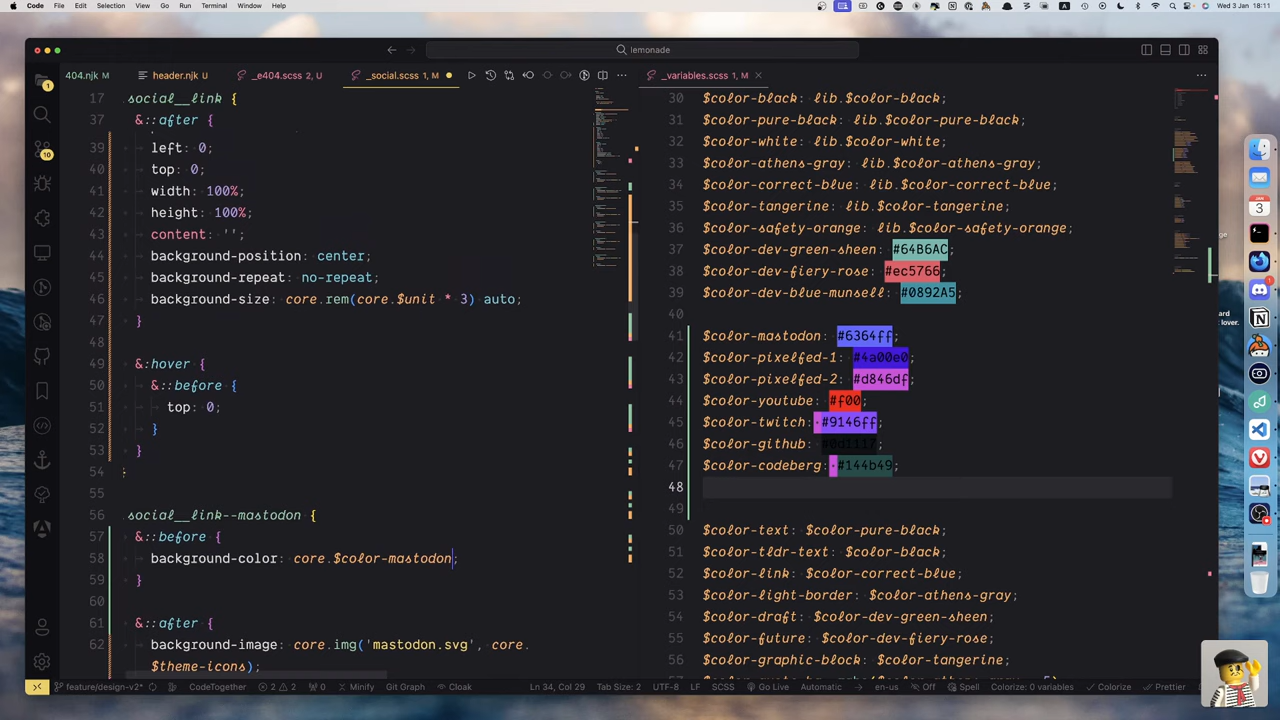 Code File Edit Selection View Go Run Terminal Window Help
Wed 3 Jan 18:11
lemonade
404.njk header.njk U _e404.scss 2, U _social.scss 1, M
_variables.scss 1, M
17 social__link {
37 &::after {
39 left: 0;
40 top: 0;
41 width: 100%;
42 height: 100%;
43 content: '';
44 background-position: center;
45 background-repeat: no-repeat;
46 background-size: core.rem(core.$unit * 3) auto;
47 }
48
49 &:hover {
50 &::before {
51 top: 0;
52 }
53 }
54 }
55
56 social__link--mastodon {
57 &::before {
58 background-color: core.$color-mastodon;
59 }
60
61 &::after {
62 background-image: core.img('mastodon.svg', core.
$theme-icons);
30 $color-black: lib.$color-black;
31 $color-pure-black: lib.$color-pure-black;
32 $color-white: lib.$color-white;
33 $color-athens-gray: lib.$color-athens-gray;
34 $color-correct-blue: lib.$color-correct-blue;
35 $color-tangerine: lib.$color-tangerine;
36 $color-safety-orange: lib.$color-safety-orange;
37 $color-dev-green-sheen: #64B6AC;
38 $color-dev-fiery-rose: #ec5766;
39 $color-dev-blue-munsell: #0892A5;
40
41 $color-mastodon: #6364ff;
42 $color-pixelfed-1: #4a00e0;
43 $color-pixelfed-2: #d846df;
44 $color-youtube: #f00;
45 $color-twitch: #9146ff;
46 $color-github: #0d1117;
47 $color-codeberg: #144b49;
48
49
50 $color-text: $color-pure-black;
51 $color-tldr-text: $color-black;
52 $color-link: $color-correct-blue;
53 $color-light-border: $color-athens-gray;
54 $color-draft: $color-dev-green-sheen;
55 $color-future: $color-dev-fiery-rose;
56 $color-graphic-block: $color-tangerine;
feature/design-v2* CodeTogether 2 2 0 Minify Git Graph Cloak Ln 34, Col 29 Tab Size: 2 UTF-8 LF SCSS Go Live Automatic en-us Off Spell Colorize: 0 variables Colorize Prettier